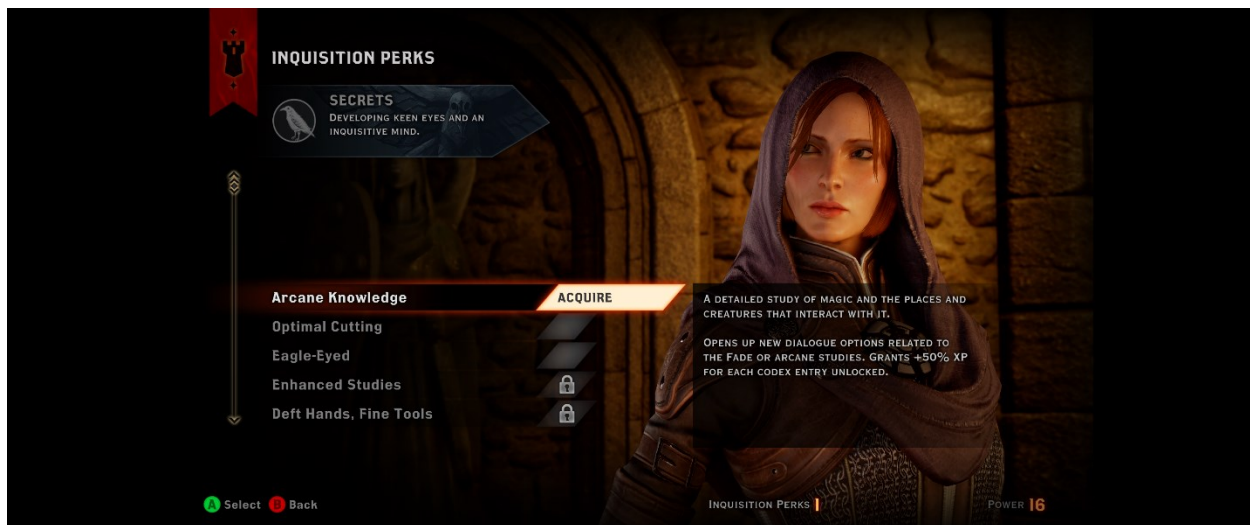 INQUISITION PERKS
SECRETS
DEVELOPING KEEN EYES AND AN
INQUISITIVE MIND.
Arcane Knowledge
ACQUIRE
Optimal Cutting
Eagle-Eyed
Enhanced Studies
Deft Hands, Fine Tools
A DETAILED STUDY OF MAGIC AND THE PLACES AND
CREATURES THAT INTERACT WITH IT.
OPENS UP NEW DIALOGUE OPTIONS RELATED TO
THE FADE OR ARCANE STUDIES. GRANTS +50% XP
FOR EACH CODEX ENTRY UNLOCKED.
A Select B Back
INQUISITION PERKS 1
POWER 16